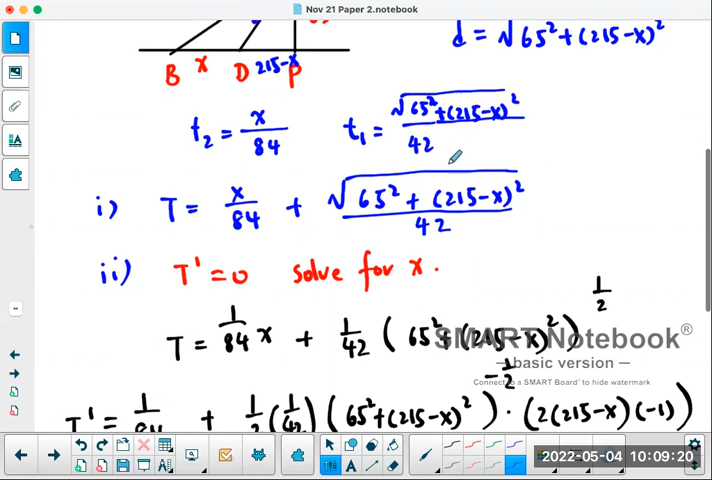 Nov 21 Paper 2.notebook
d = √65²+(215-x)²
B x D 215-x P
t₂ = x/84 t₁ = √65²+(215-x)²/42
i) T = x/84 + √65² + (215-x)²/42
ii) T' = 0 solve for x.
T = 1/84 x + 1/42 (65² + (215-x)²)^1/2
SMART Notebook®
basic version
Connect to a SMART Board® to hide watermark
T' = 1/84 + 1/2 (1/42) (65²+(215-x)²)^-1/2 · (2(215-x)(-1))
2022-05-04 10:09:20